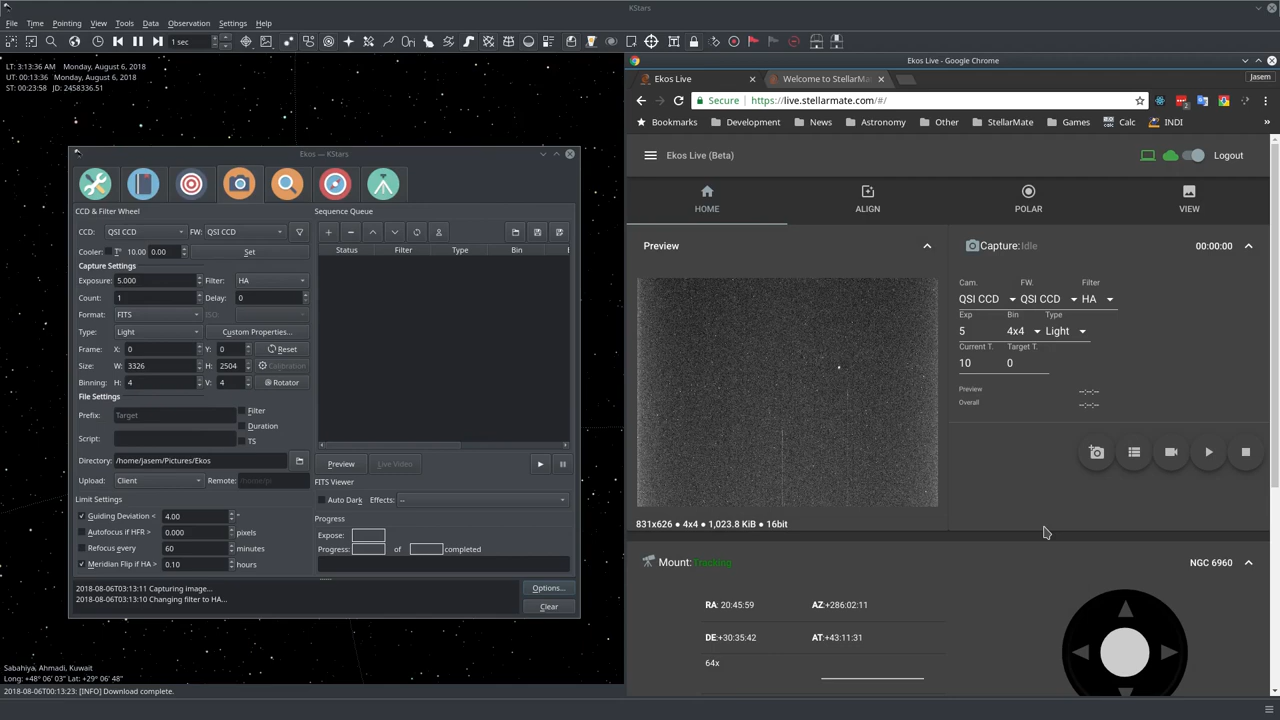 KStars
File Time Pointing View Tools Data Observation Settings Help
1 sec
LT: 3:13:36 AM Monday, August 6, 2018
UT: 00:13:36 Monday, August 6, 2018
ST: 00:23:58 JD: 2458336.51
Ekos — KStars
CCD & Filter Wheel
CCD: QSI CCD FW: QSI CCD
Cooler: T° 10.00 0.00 Set
Capture Settings
Exposure: 5.000 Filter: HA
Count: 1 Delay: 0
Format: FITS ISO:
Type: Light Custom Properties...
Frame: X: 0 Y: 0 Reset
Size: W: 3326 H: 2504 Calibration
Binning: H: 4 V: 4 Rotator
File Settings
Prefix: Target Filter
Duration
Script: TS
Directory: /home/jasem/Pictures/Ekos
Upload: Client Remote: /home/pi
Limit Settings
Guiding Deviation < 4.00 "
Autofocus if HFR > 0.000 pixels
Refocus every 60 minutes
Meridian Flip if HA > 0.10 hours
Sequence Queue
Status Filter Type Bin
Preview Live Video
FITS Viewer
Auto Dark Effects: --
Progress
Expose:
Progress: of completed
2018-08-06T03:13:11 Capturing image...
2018-08-06T03:13:10 Changing filter to HA...
Options...
Clear
Sabahiya, Ahmadi, Kuwait
Long: +48° 06' 03" Lat: +29° 06' 48"
2018-08-06T00:13:23: [INFO] Download complete.
Ekos Live - Google Chrome
Ekos Live
Welcome to StellarMat
Jasem
Secure https://live.stellarmate.com/#/
Bookmarks Development News Astronomy Other StellarMate Games Calc INDI »
Ekos Live (Beta) Logout
HOME ALIGN POLAR VIEW
Preview
831x626 • 4x4 • 1,023.8 KiB • 16bit
Capture: Idle 00:00:00
Cam. FW. Filter
QSI CCD QSI CCD HA
Exp Bin Type
5 4x4 Light
Current T. Target T.
10 0
Preview --:--:--
Overall --:--:--
Mount: Tracking NGC 6960
RA: 20:45:59 AZ:+286:02:11
DE:+30:35:42 AT:+43:11:31
64x